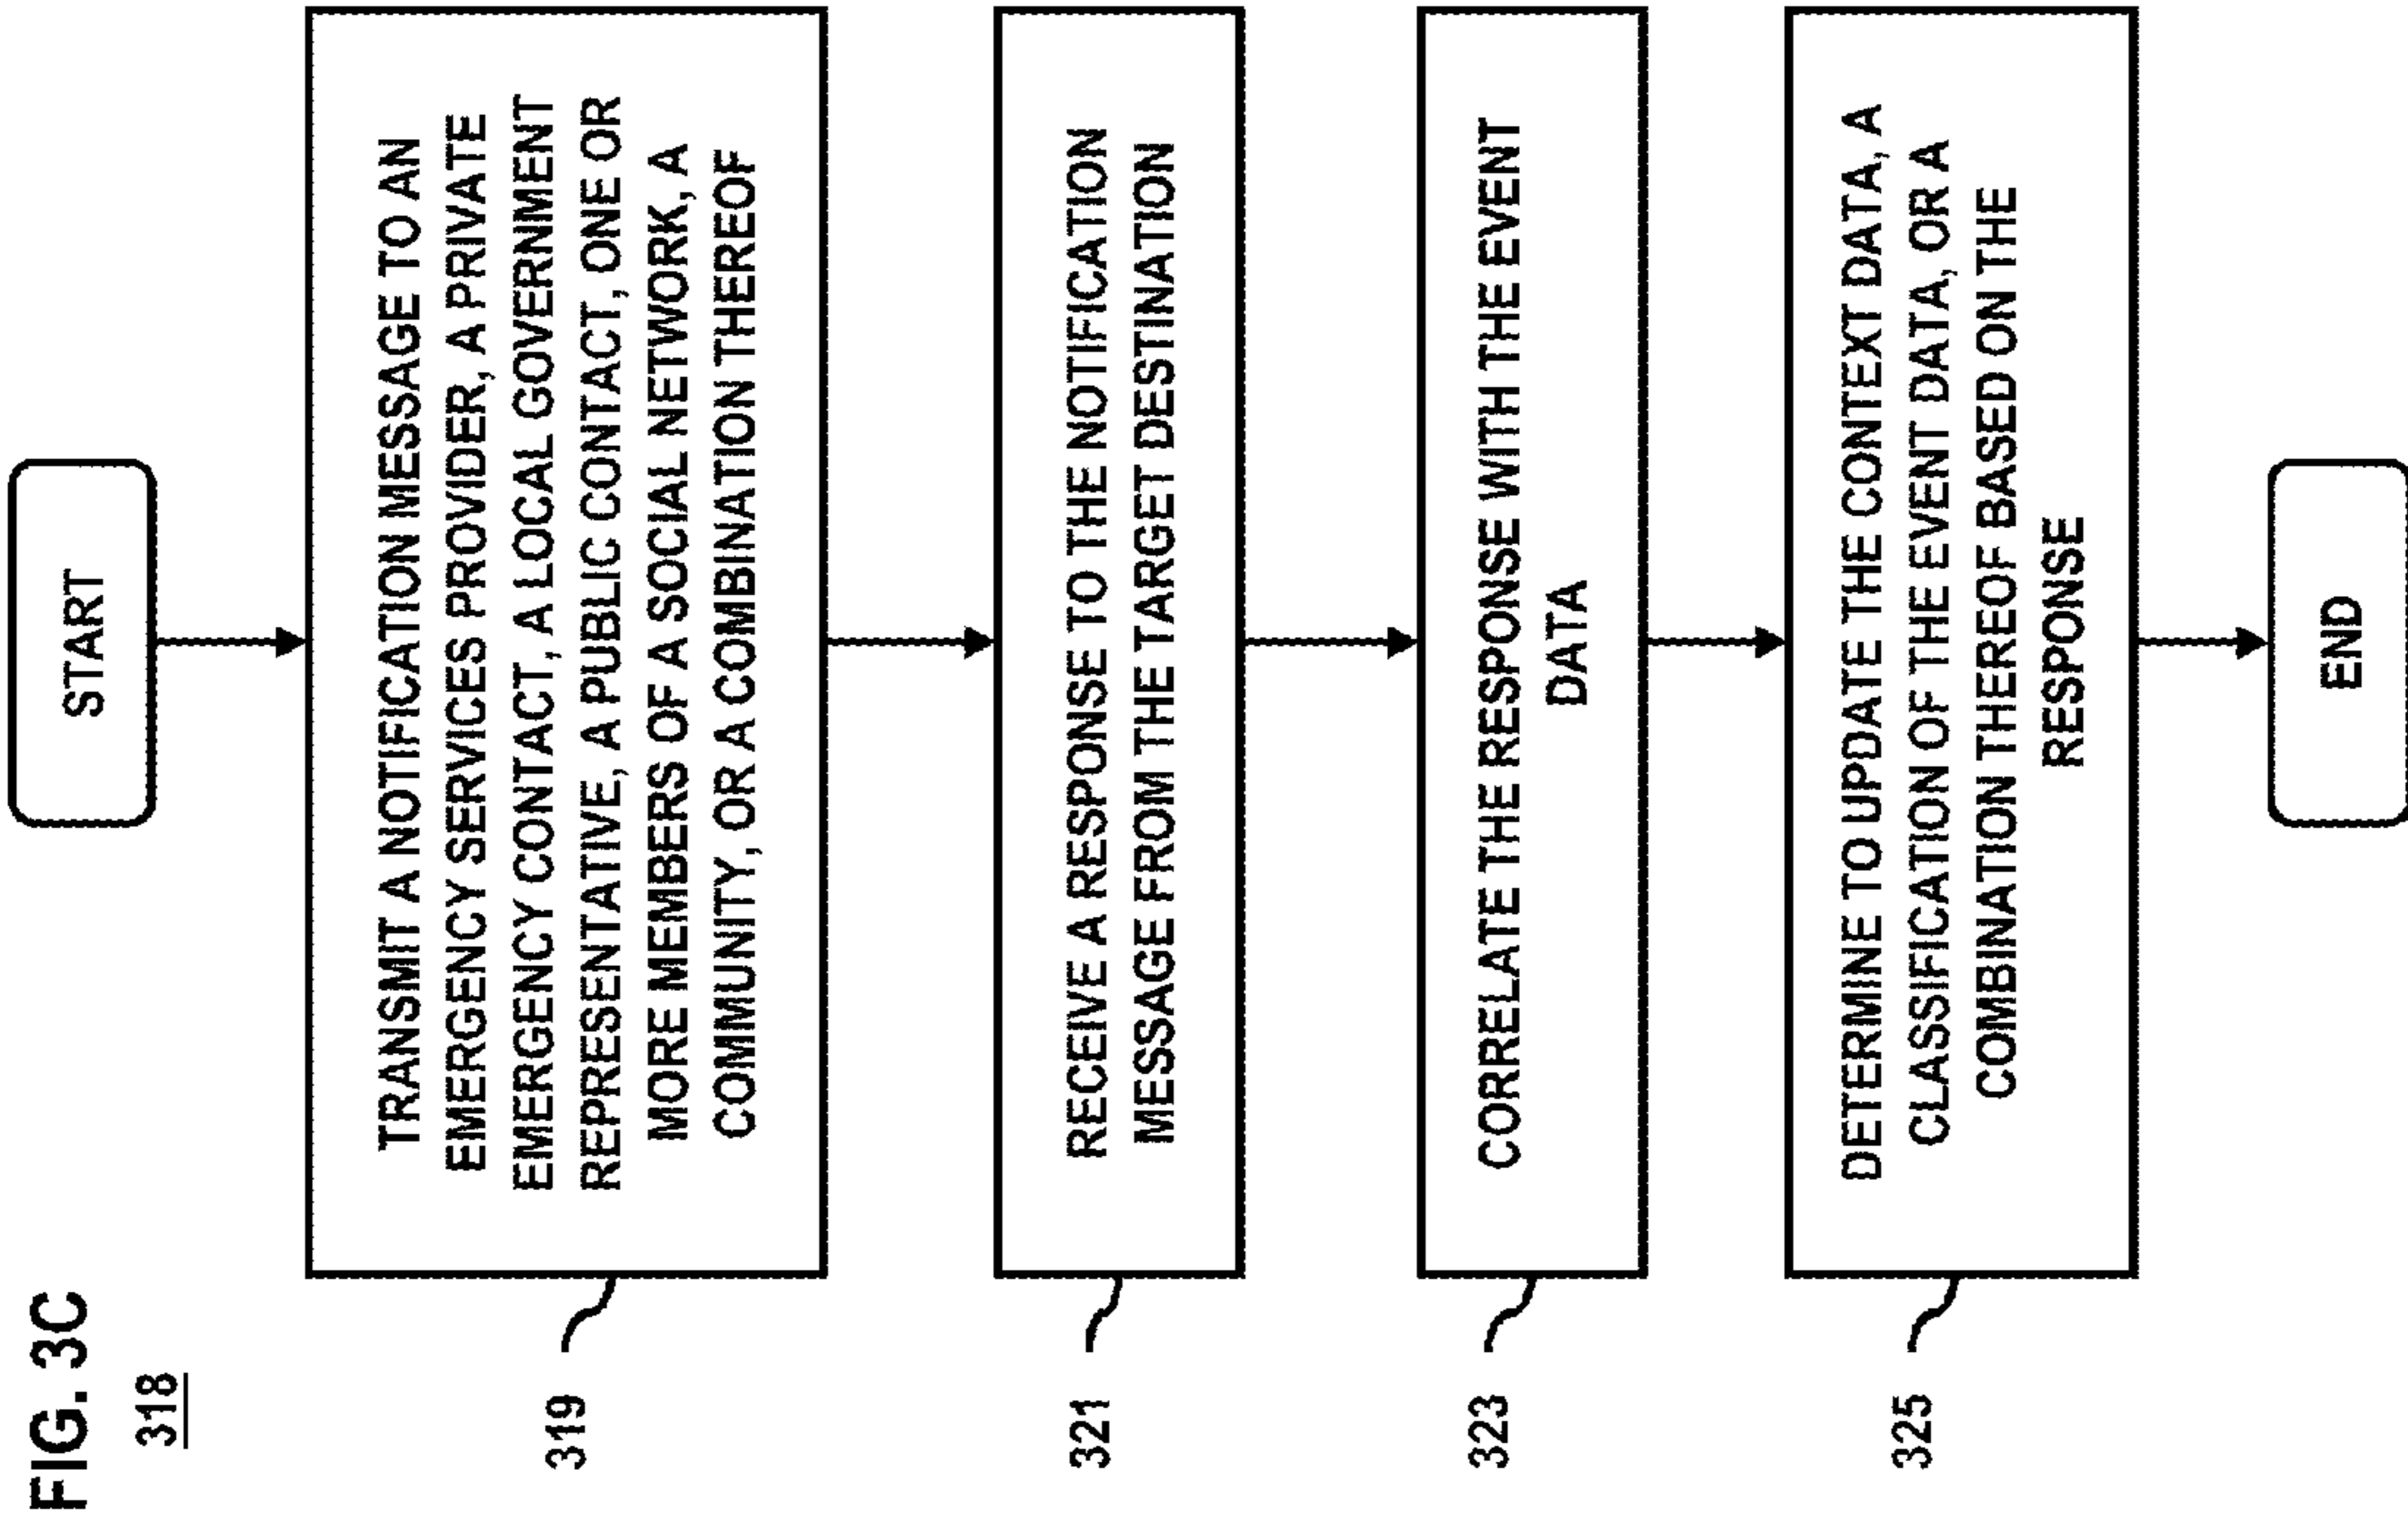 FIG. 3C
318
START
319
TRANSMIT A NOTIFICATION MESSAGE TO AN
EMERGENCY SERVICES PROVIDER, A PRIVATE
EMERGENCY CONTACT, A LOCAL GOVERNMENT
REPRESENTATIVE, A PUBLIC CONTACT, ONE OR
MORE MEMBERS OF A SOCIAL NETWORK, A
COMMUNITY, OR A COMBINATION THEREOF
321
RECEIVE A RESPONSE TO THE NOTIFICATION
MESSAGE FROM THE TARGET DESTINATION
323
CORRELATE THE RESPONSE WITH THE EVENT
DATA
325
DETERMINE TO UPDATE THE CONTEXT DATA, A
CLASSIFICATION OF THE EVENT DATA, OR A
COMBINATION THEREOF BASED ON THE
RESPONSE
END